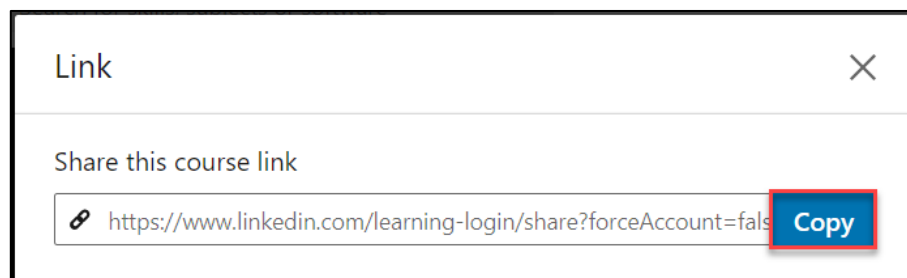 Link
Share this course link
https://www.linkedin.com/learning-login/share?forceAccount=fals Copy